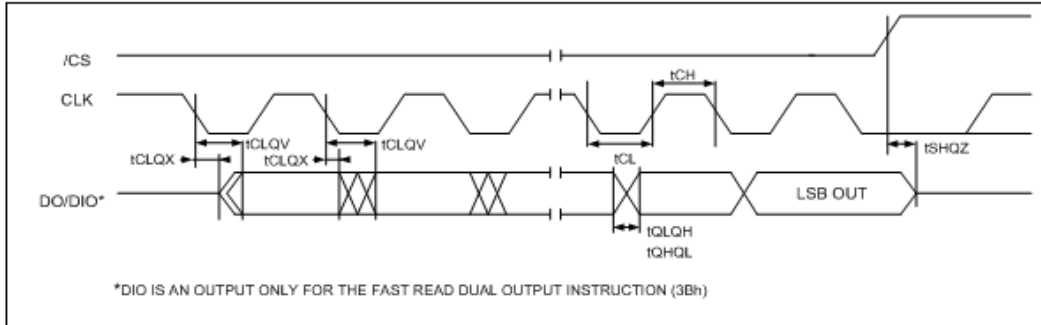 /CS
tCH
CLK
tCLQV
tCLQV
tCLQX
tCLQX
tCL
tSHQZ
DO/DIO*
LSB OUT
tQLQH
tQHQL
*DIO IS AN OUTPUT ONLY FOR THE FAST READ DUAL OUTPUT INSTRUCTION (3Bh)